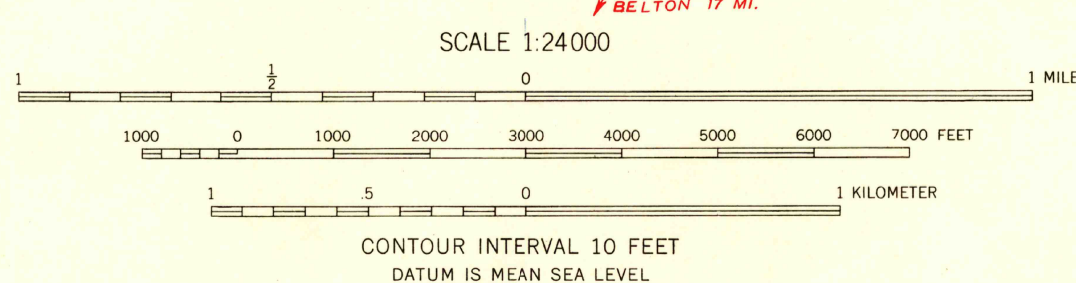 BELTON 17 MI.
SCALE 1:24000
1 ½ 0 1 MILE
1000 0 1000 2000 3000 4000 5000 6000 7000 FEET
1 .5 0 1 KILOMETER
CONTOUR INTERVAL 10 FEET
DATUM IS MEAN SEA LEVEL